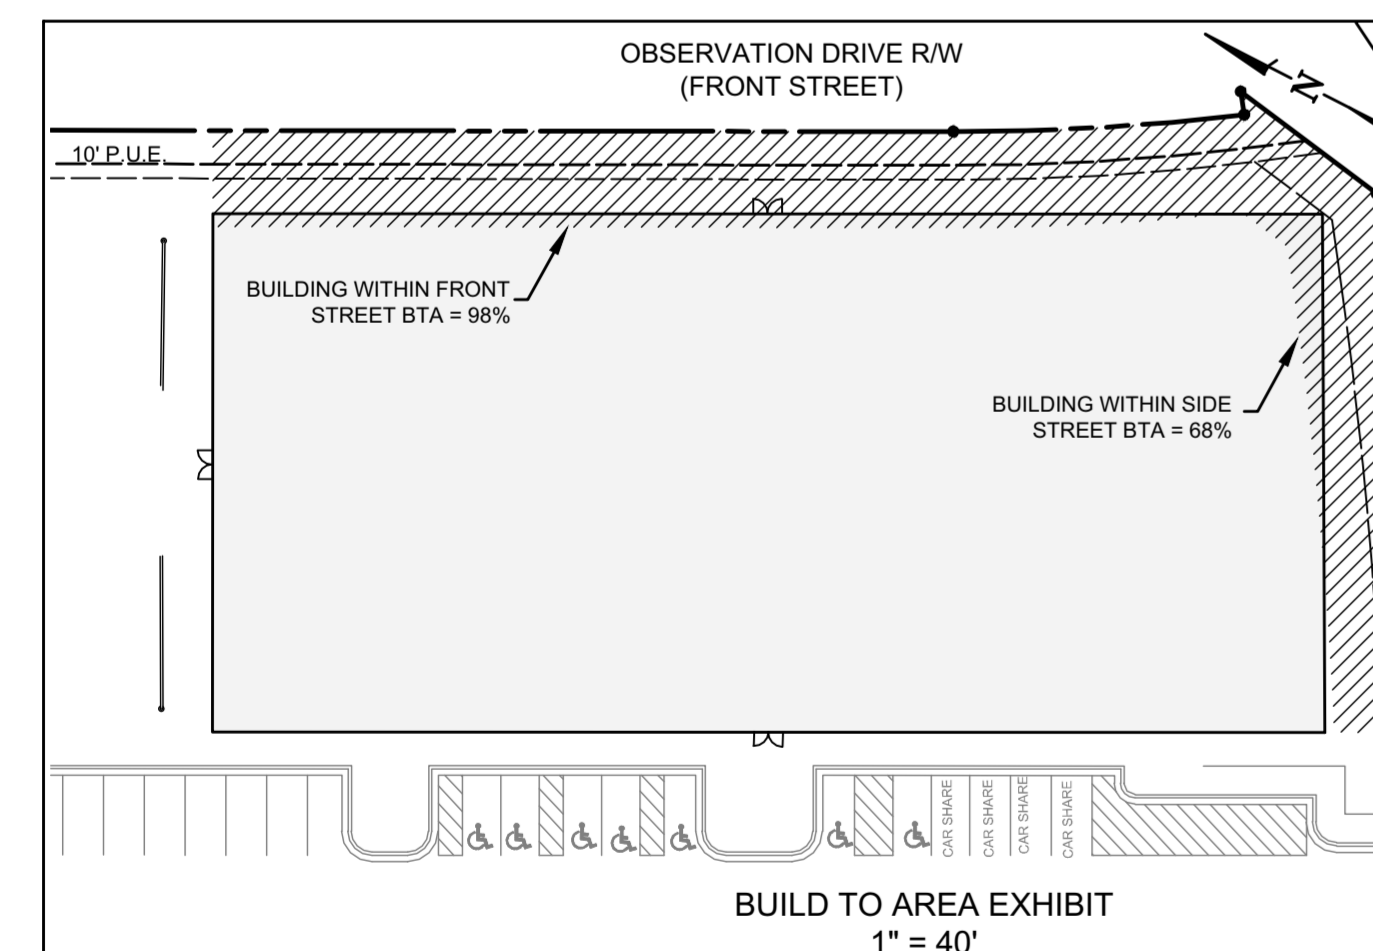 OBSERVATION DRIVE R/W
(FRONT STREET)
N
10' P.U.E.
BUILDING WITHIN FRONT
STREET BTA = 98%
BUILDING WITHIN SIDE
STREET BTA = 68%
CAR SHARE
CAR SHARE
CAR SHARE
CAR SHARE
BUILD TO AREA EXHIBIT
1" = 40'